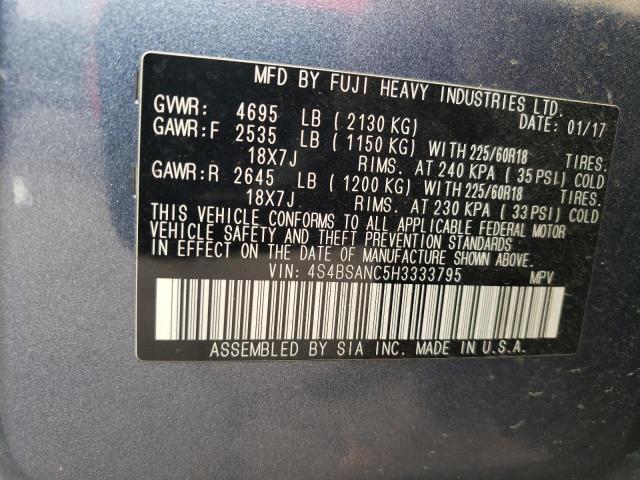 MFD BY FUJI HEAVY INDUSTRIES LTD.
DATE: 01/17
GVWR: 4695 LB ( 2130 KG)
GAWR:F 2535 LB ( 1150 KG) WITH 225/60R18 TIRES.
18X7J RIMS. AT 240 KPA ( 35 PSI) COLD
GAWR:R 2645 LB ( 1200 KG) WITH 225/60R18 TIRES.
18X7J RIMS. AT 230 KPA ( 33 PSI) COLD
THIS VEHICLE CONFORMS TO ALL APPLICABLE FEDERAL MOTOR
VEHICLE SAFETY AND THEFT PREVENTION STANDARDS
IN EFFECT ON THE DATE OF MANUFACTURE SHOWN ABOVE.
VIN: 4S4BSANC5H3333795 MPV
ASSEMBLED BY SIA INC. MADE IN U.S.A.